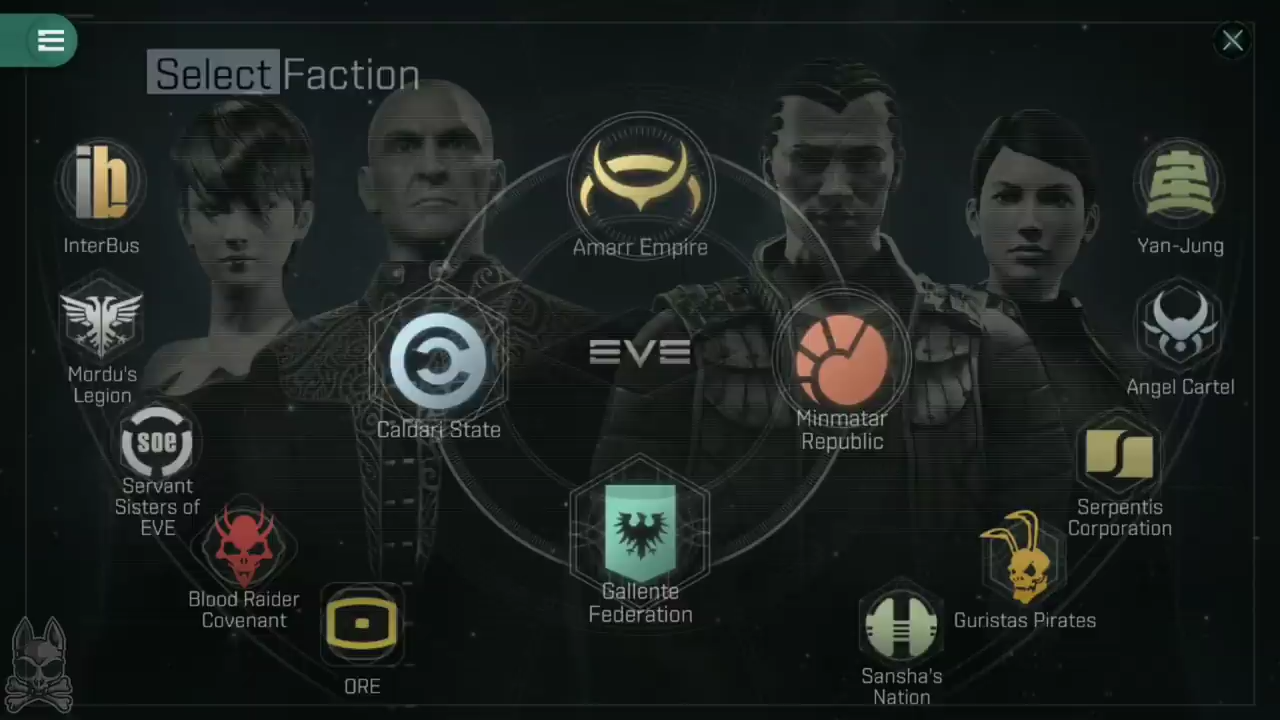 Select Faction
ib
InterBus
Amarr Empire
Yan-Jung
Mordu's
Legion
Angel Cartel
EVE
Caldari State
Minmatar
Republic
SOE
Servant
Sisters of
EVE
Serpentis
Corporation
Blood Raider
Covenant
Gallente
Federation
Guristas Pirates
ORE
Sansha's
Nation